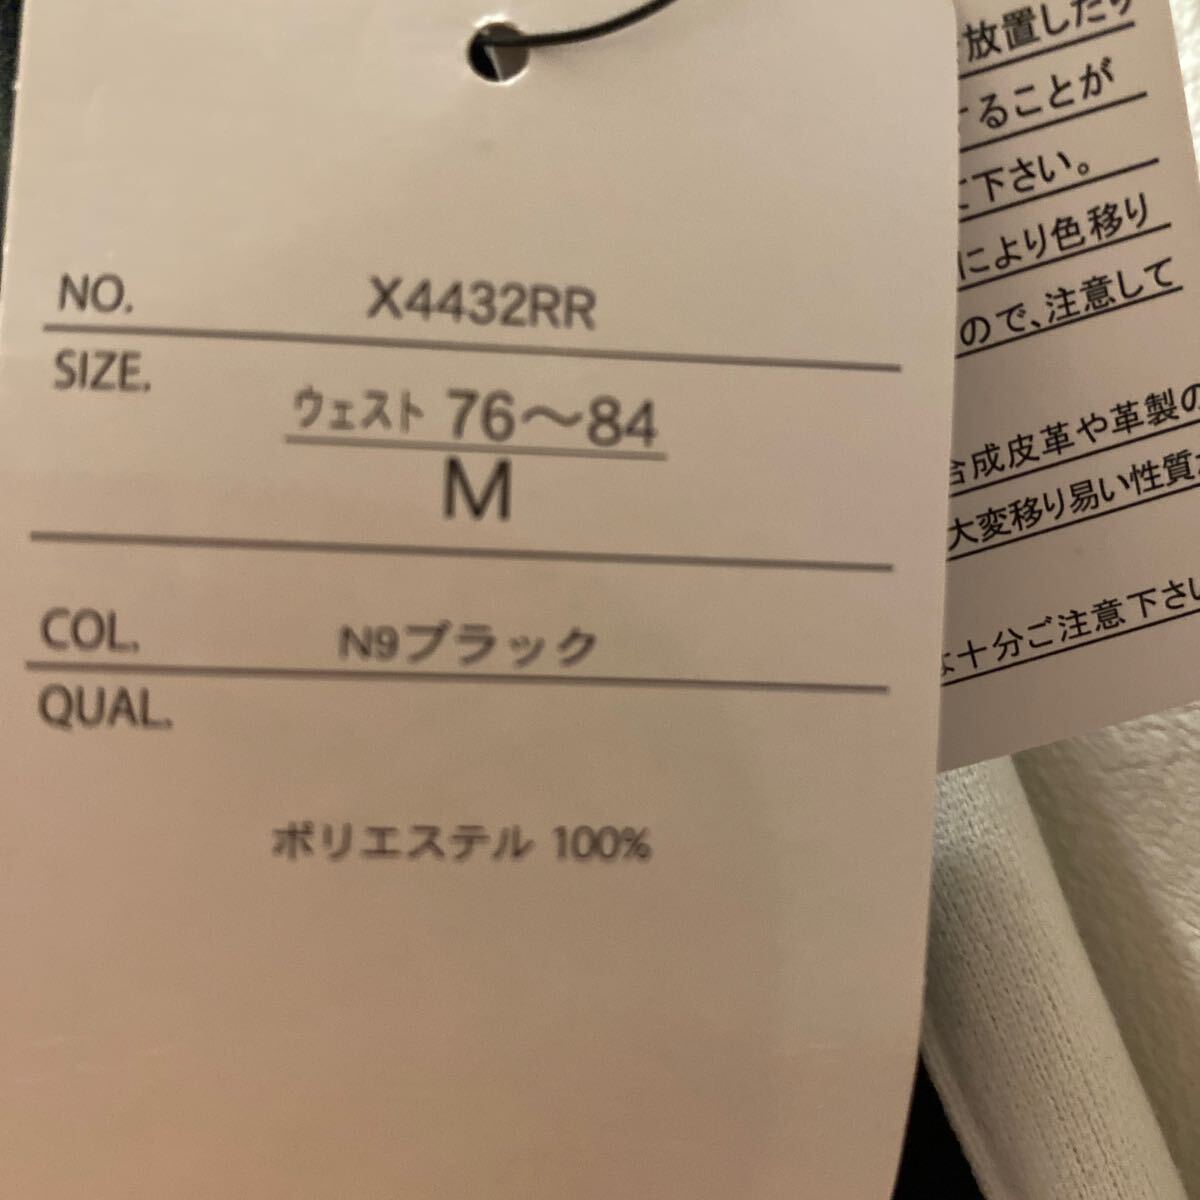 NO. X4432RR
SIZE.
ウェスト 76〜84
M
COL. N9ブラック
QUAL.
ポリエステル 100%
放置したり
することが
下さい。
により色移り
ので、注意して
合成皮革や革製の
大変移り易い性質
十分ご注意下さい